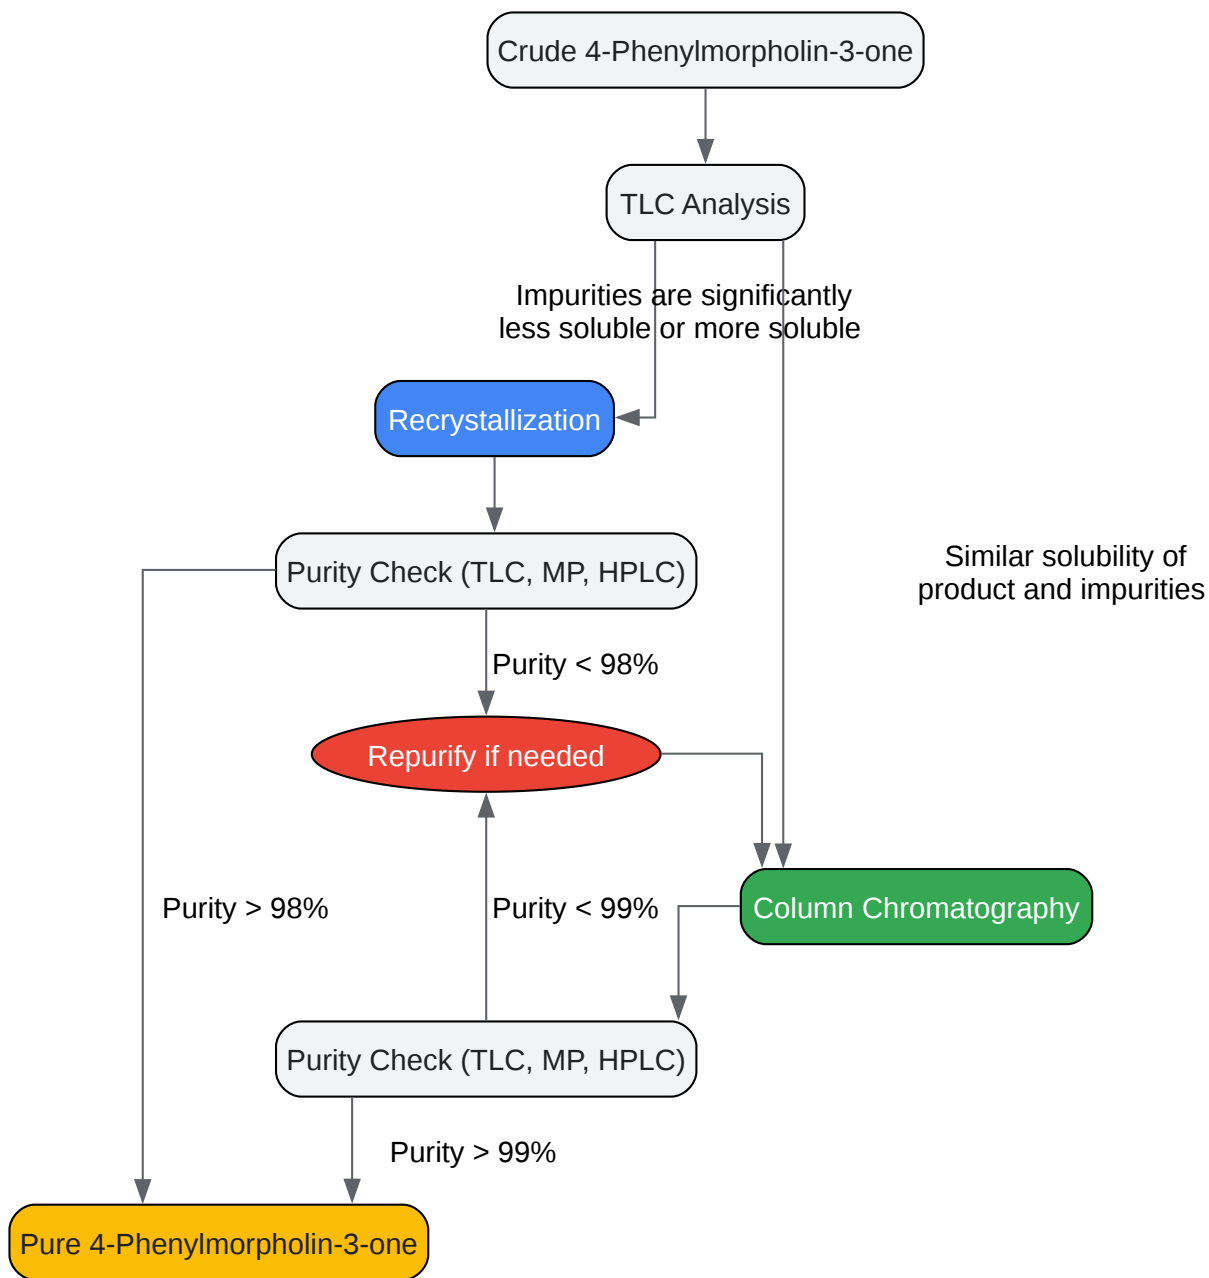 Crude 4-Phenylmorpholin-3-one
TLC Analysis
Impurities are significantly
less soluble or more soluble
Recrystallization
Purity Check (TLC, MP, HPLC)
Similar solubility of
product and impurities
Purity < 98%
Repurify if needed
Purity > 98%
Purity < 99%
Column Chromatography
Purity Check (TLC, MP, HPLC)
Purity > 99%
Pure 4-Phenylmorpholin-3-one